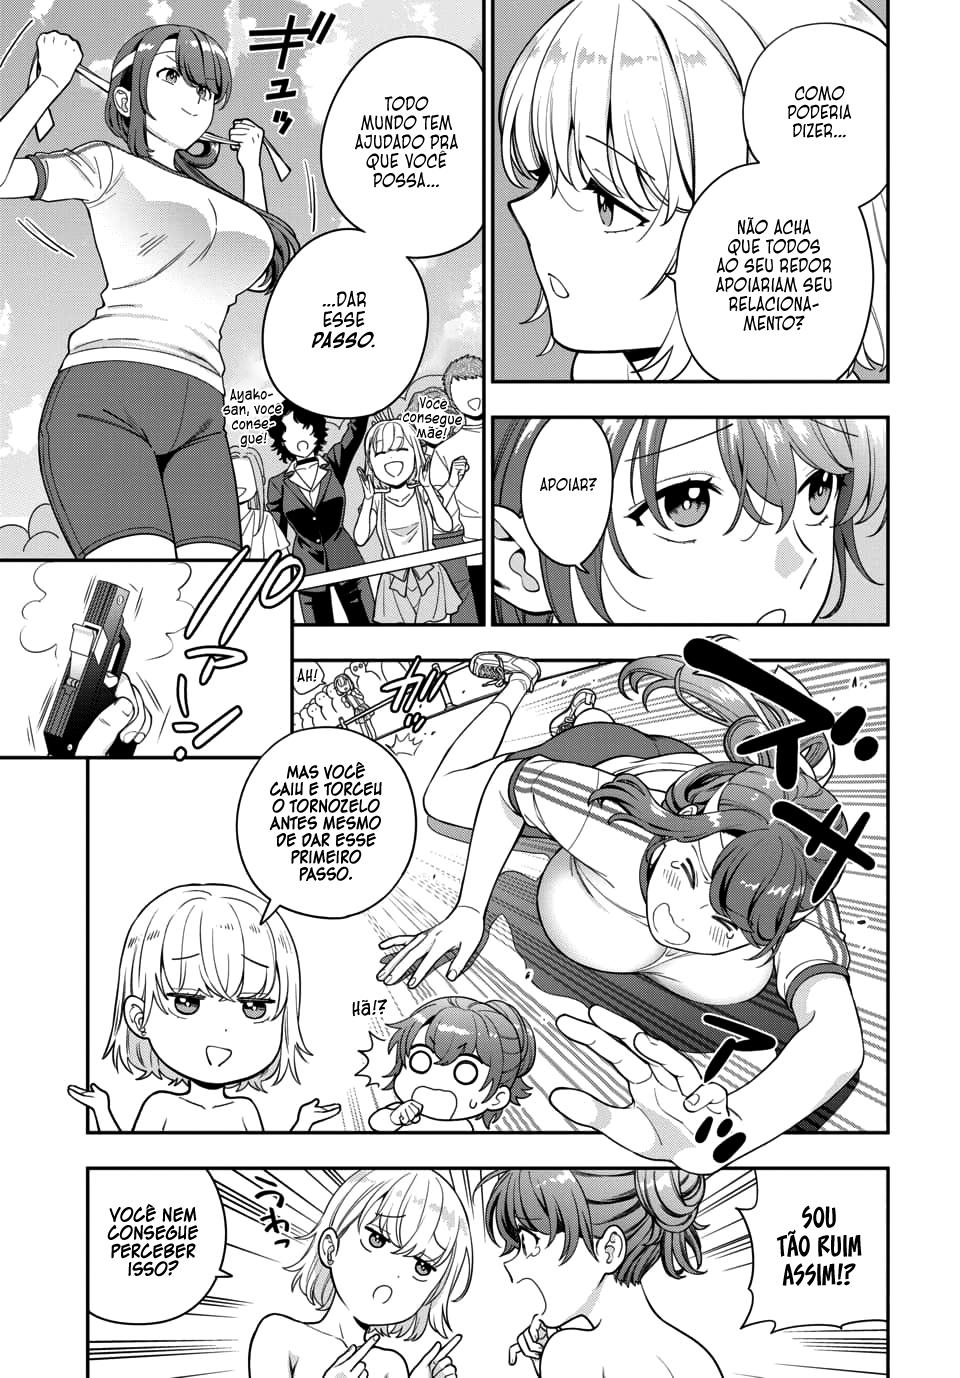 COMO
PODERIA
DIZER...
NÃO ACHA
QUE TODOS
AO SEU REDOR
APOIARIAM SEU
RELACIONA-
MENTO?
APOIAR?
ギュッ
TODO
MUNDO TEM
AJUDADO PRA
QUE VOCÊ
POSSA...
...DAR
ESSE
PASSO.
Ayako-
san, você
conse-
gue!
Você
consegue
mãe!
パァン
AH!
ガッ
ズ
ベ
シャ
ァッ
MAS VOCÊ
CAIU E TORCEU
O TORNOZELO
ANTES MESMO
DE DAR ESSE
PRIMEIRO
PASSO.
Hã!?
SOU
TÃO RUIM
ASSIM!?
うわっ
VOCÊ NEM
CONSEGUE
PERCEBER
ISSO?